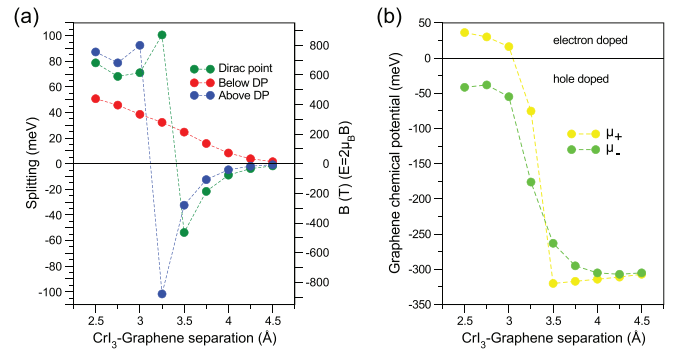 (a)
100
80
60
40
20
0
-20
-40
-60
-80
-100
Splitting (meV)
Dirac point
Below DP
Above DP
800
600
400
200
0
-200
-400
-600
-800
B (T) (E=2μ_B B)
2.5 3 3.5 4 4.5
CrI₃-Graphene separation (Å)
(b)
50
0
-50
-100
-150
-200
-250
-300
-350
Graphene chemical potential (meV)
electron doped
hole doped
μ₊
μ₋
2.5 3 3.5 4 4.5
CrI₃-Graphene separation (Å)